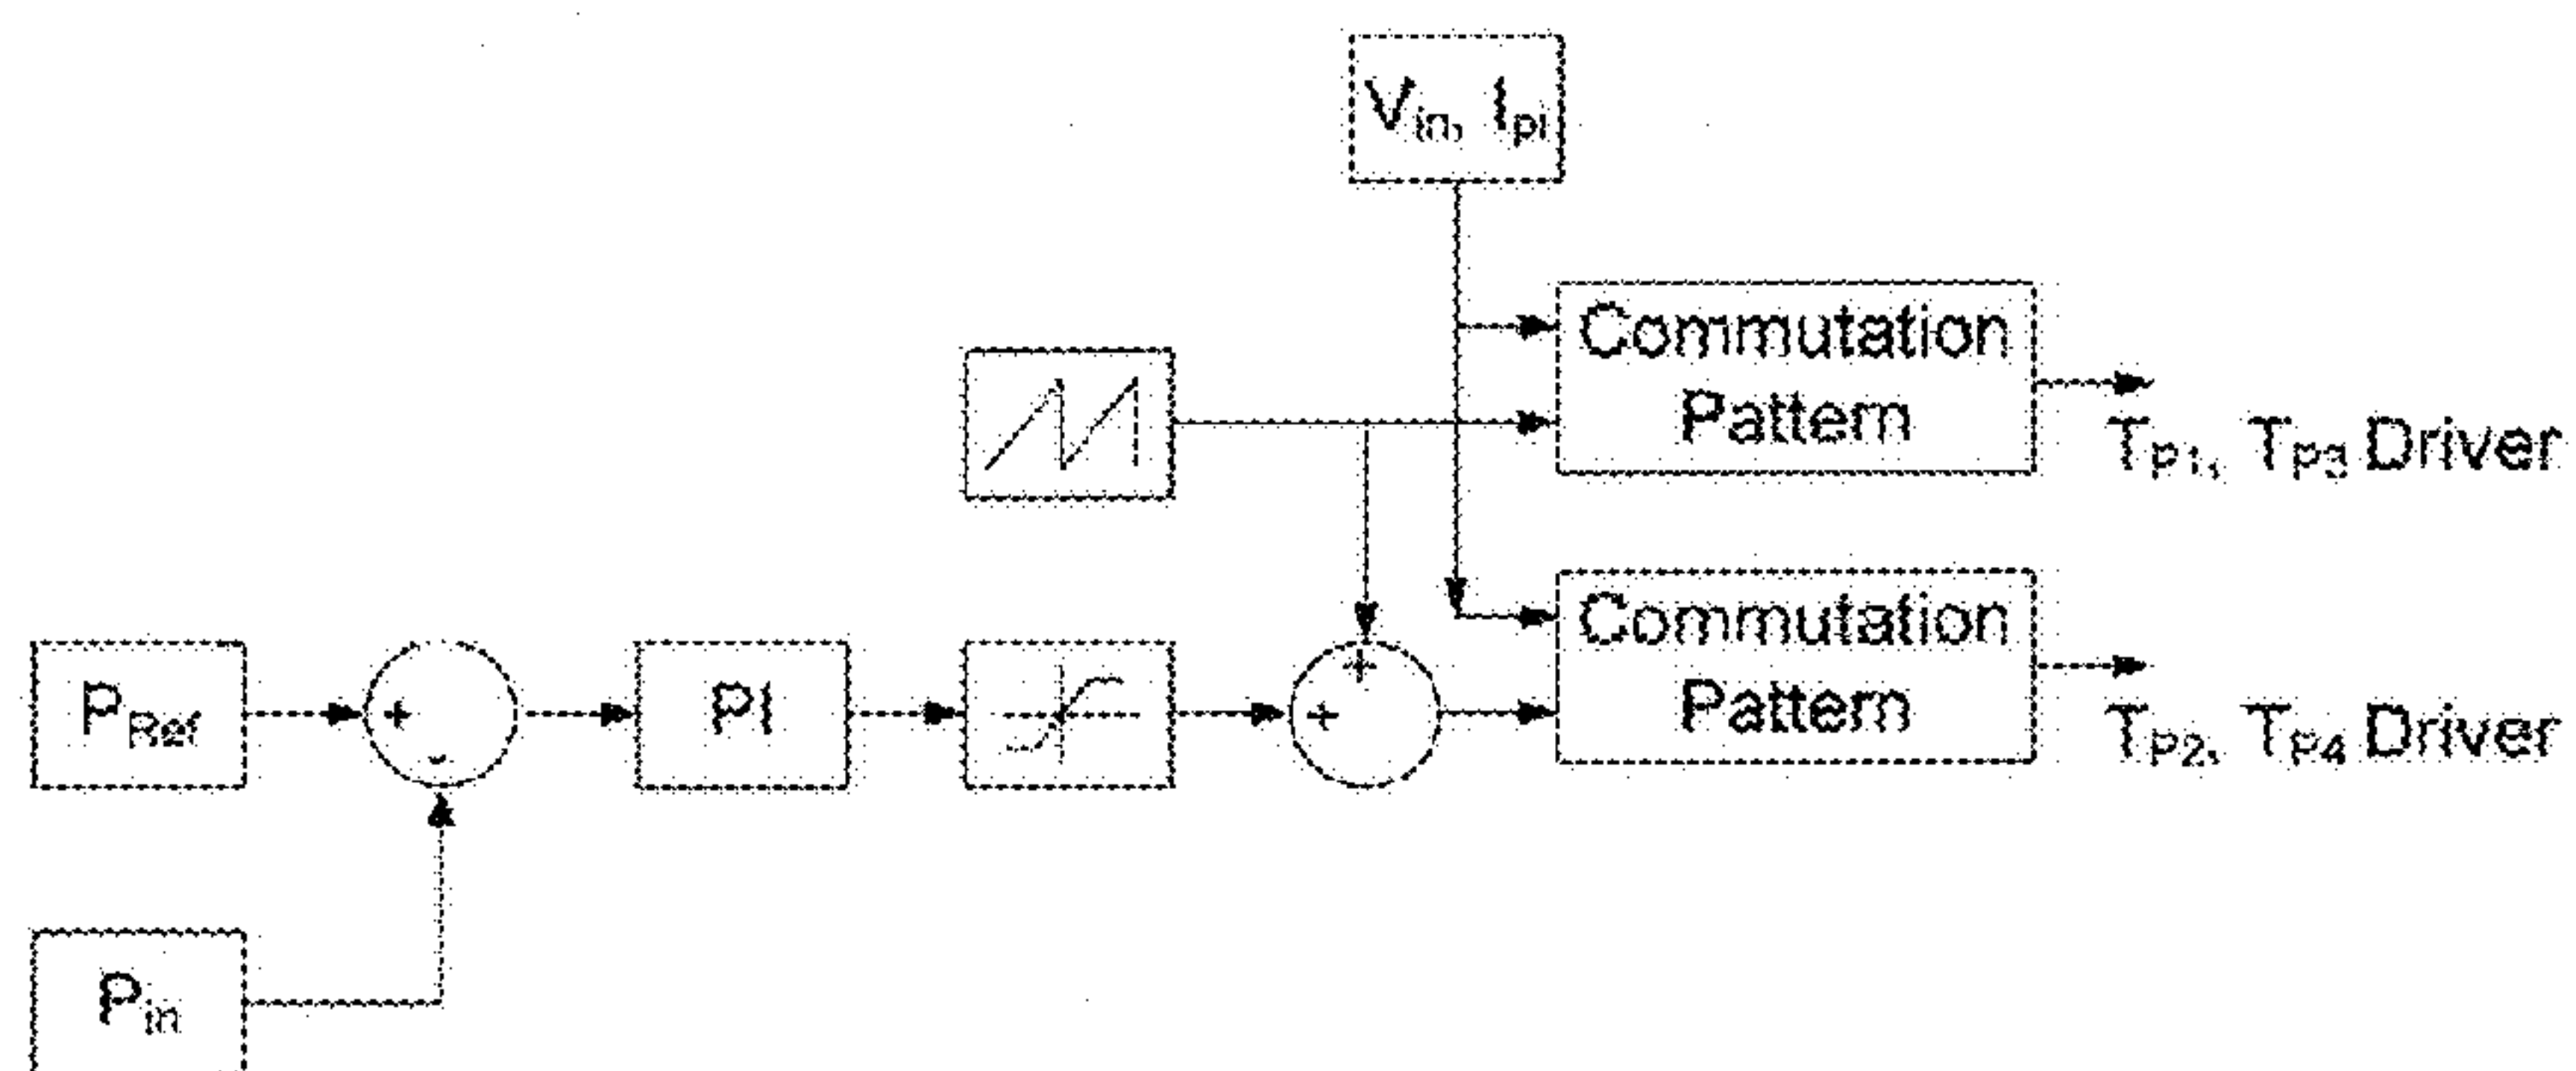 Vin, Ipi
Commutation
Pattern
TP1, TP3 Driver
Commutation
Pattern
TP2, TP4 Driver
PRef
+
-
PI
+
+
Pin